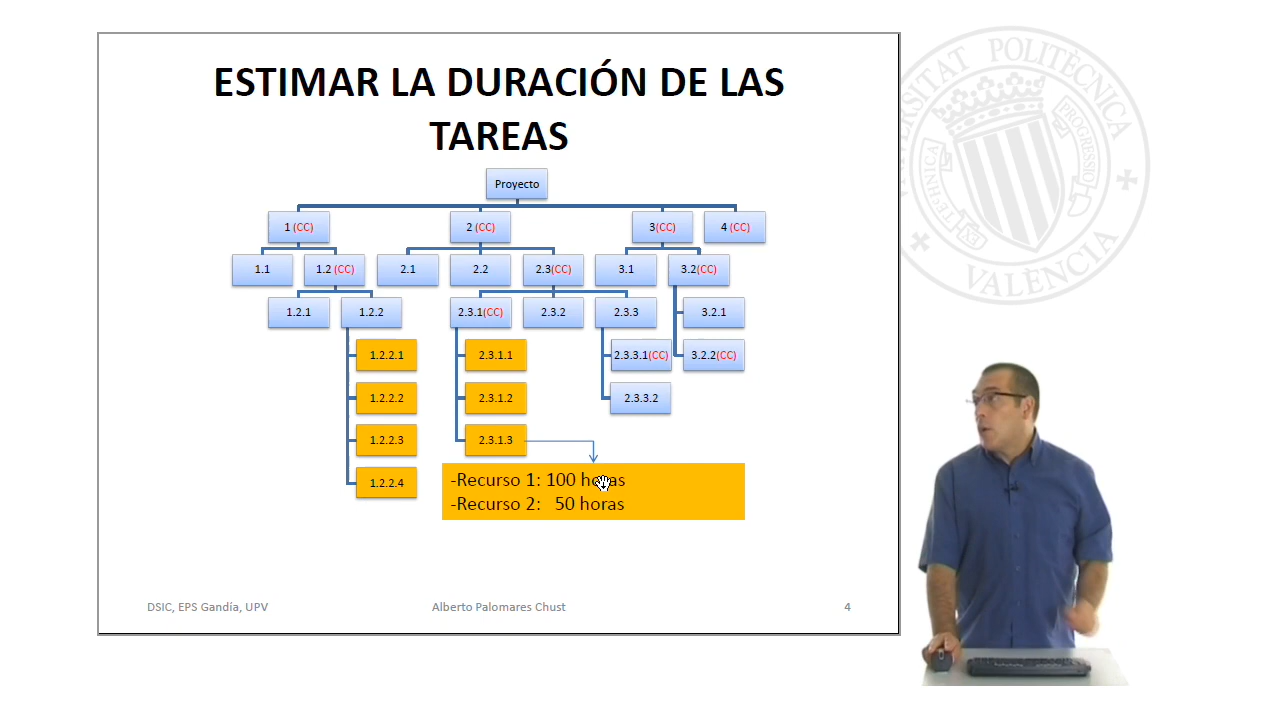 ESTIMAR LA DURACIÓN DE LAS
TAREAS
Proyecto
1 (CC)
2 (CC)
3(CC)
4 (CC)
1.1
1.2 (CC)
2.1
2.2
2.3(CC)
3.1
3.2(CC)
1.2.1
1.2.2
2.3.1(CC)
2.3.2
2.3.3
3.2.1
1.2.2.1
2.3.1.1
2.3.3.1(CC)
3.2.2(CC)
1.2.2.2
2.3.1.2
2.3.3.2
1.2.2.3
2.3.1.3
1.2.2.4
-Recurso 1: 100 horas
-Recurso 2: 50 horas
DSIC, EPS Gandía, UPV
Alberto Palomares Chust
4
UNIVERSITAT POLITÈCNICA
VALÈNCIA
PROGRESSIO
ET TECHNICA
EX